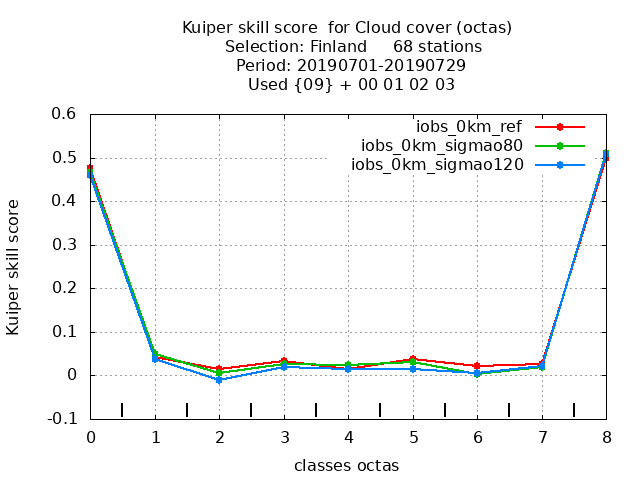 Kuiper skill score  for Cloud cover (octas)
Selection: Finland     68 stations
Period: 20190701-20190729
Used {09} + 00 01 02 03
iobs_0km_ref
iobs_0km_sigmao80
iobs_0km_sigmao120
Kuiper skill score
0.6
0.5
0.4
0.3
0.2
0.1
0
-0.1
0 1 2 3 4 5 6 7 8
classes octas